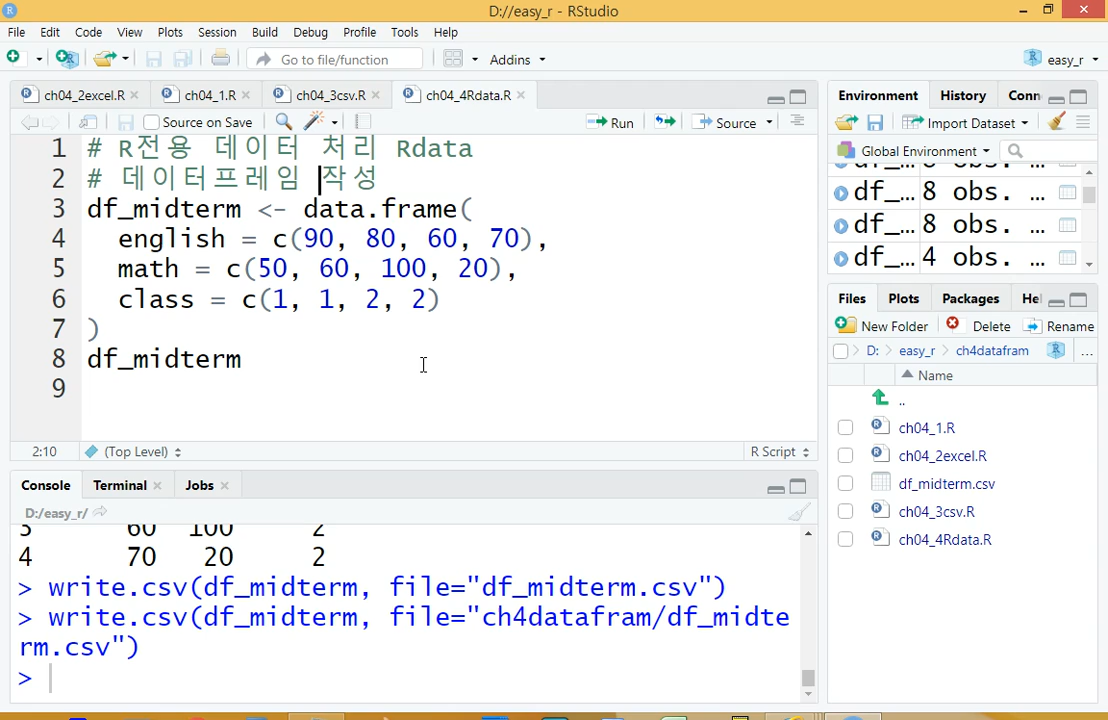 D://easy_r - RStudio
File Edit Code View Plots Session Build Debug Profile Tools Help
Go to file/function Addins easy_r
ch04_2excel.R ch04_1.R ch04_3csv.R ch04_4Rdata.R
Source on Save Run Source
1 # R전용 데이터 처리 Rdata
2 # 데이터프레임 작성
3 df_midterm <- data.frame(
4 english = c(90, 80, 60, 70),
5 math = c(50, 60, 100, 20),
6 class = c(1, 1, 2, 2)
7 )
8 df_midterm
9
2:10 (Top Level) R Script
Console Terminal Jobs
D:/easy_r/
3 60 100 2
4 70 20 2
> write.csv(df_midterm, file="df_midterm.csv")
> write.csv(df_midterm, file="ch4datafram/df_midte
rm.csv")
>
Environment History Conn
Import Dataset
Global Environment
df_... 8 obs. ...
df_... 8 obs. ...
df_... 4 obs. ...
Files Plots Packages Hel
New Folder Delete Rename
D: easy_r ch4datafram ...
Name
..
ch04_1.R
ch04_2excel.R
df_midterm.csv
ch04_3csv.R
ch04_4Rdata.R